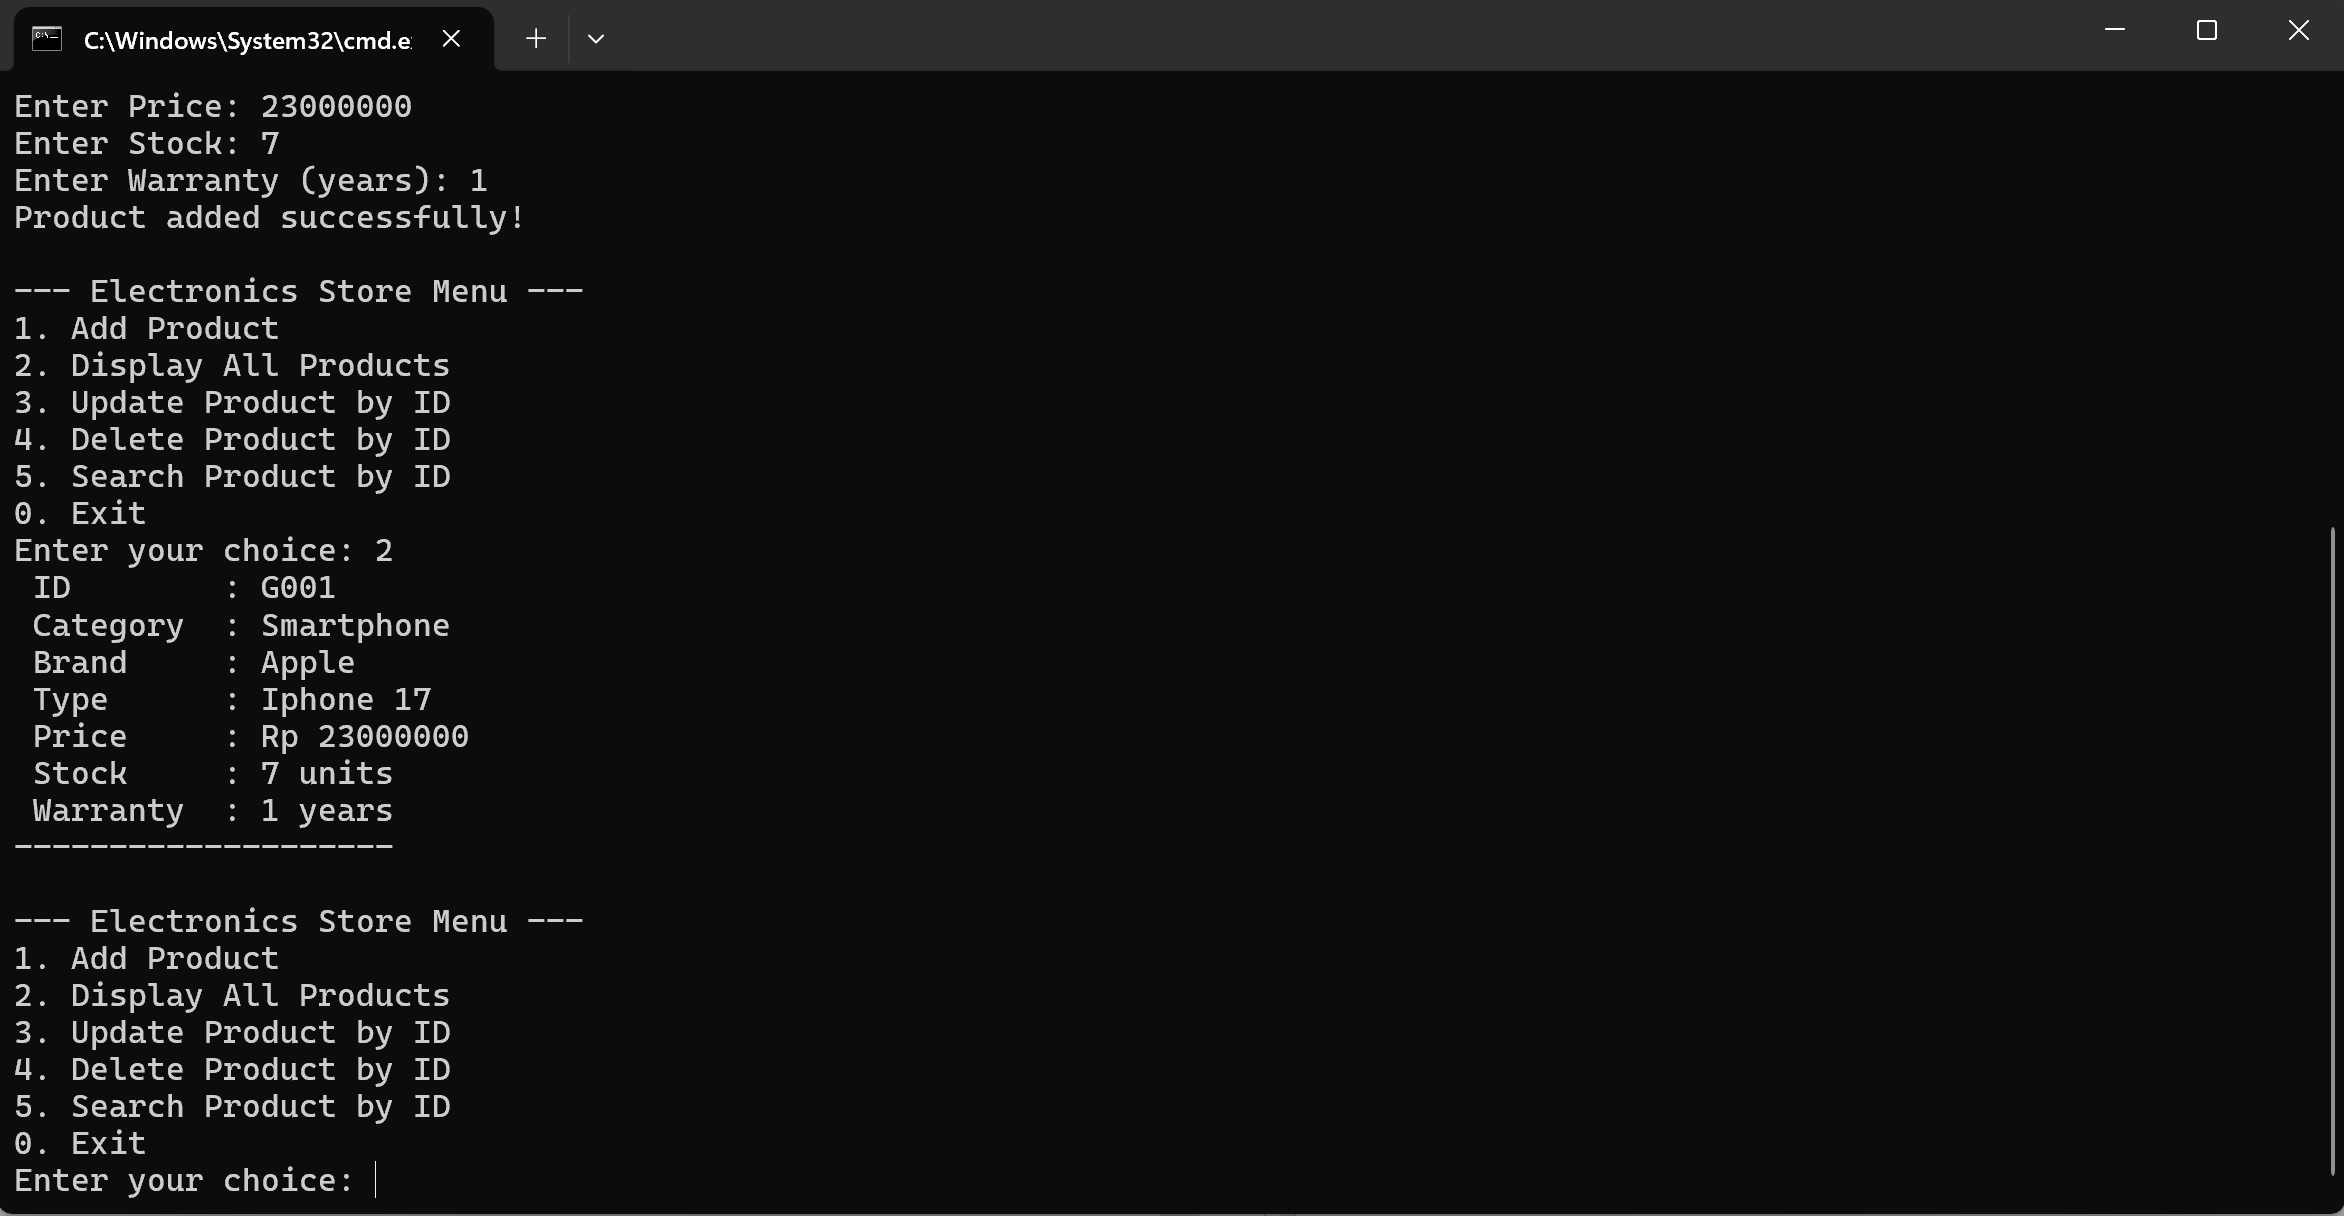 C:\Windows\System32\cmd.e
Enter Price: 23000000
Enter Stock: 7
Enter Warranty (years): 1
Product added successfully!

--- Electronics Store Menu ---
1. Add Product
2. Display All Products
3. Update Product by ID
4. Delete Product by ID
5. Search Product by ID
0. Exit
Enter your choice: 2
 ID        : G001
 Category  : Smartphone
 Brand     : Apple
 Type      : Iphone 17
 Price     : Rp 23000000
 Stock     : 7 units
 Warranty  : 1 years
--------------------

--- Electronics Store Menu ---
1. Add Product
2. Display All Products
3. Update Product by ID
4. Delete Product by ID
5. Search Product by ID
0. Exit
Enter your choice: